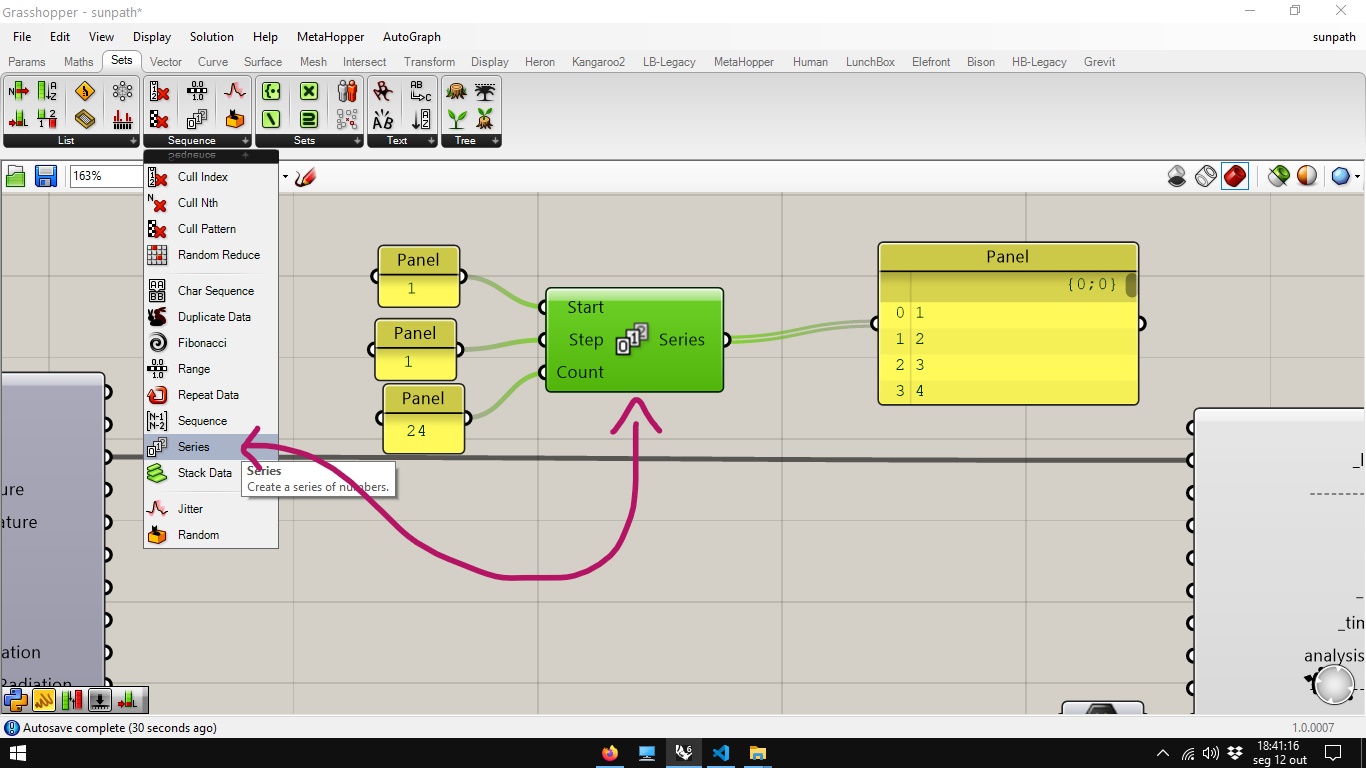 Grasshopper - sunpath*
File Edit View Display Solution Help MetaHopper AutoGraph sunpath
Params Maths Sets Vector Curve Surface Mesh Intersect Transform Display Heron Kangaroo2 LB-Legacy MetaHopper Human LunchBox Elefront Bison HB-Legacy Grevit
List Sequence Sets Text Tree
Sequence
163%
Cull Index
Cull Nth
Cull Pattern
Random Reduce
Char Sequence
Duplicate Data
Fibonacci
Range
Repeat Data
Sequence
Series
Stack Data
Jitter
Random
Series
Create a series of numbers.
Panel
1
Panel
1
Panel
24
Start
Step
Count
Series
Panel
{0;0}
0 1
1 2
2 3
3 4
ure
ature
ation
Radiation
_tin
analysis
Autosave complete (30 seconds ago) 1.0.0007
18:41:16
seg 12 out